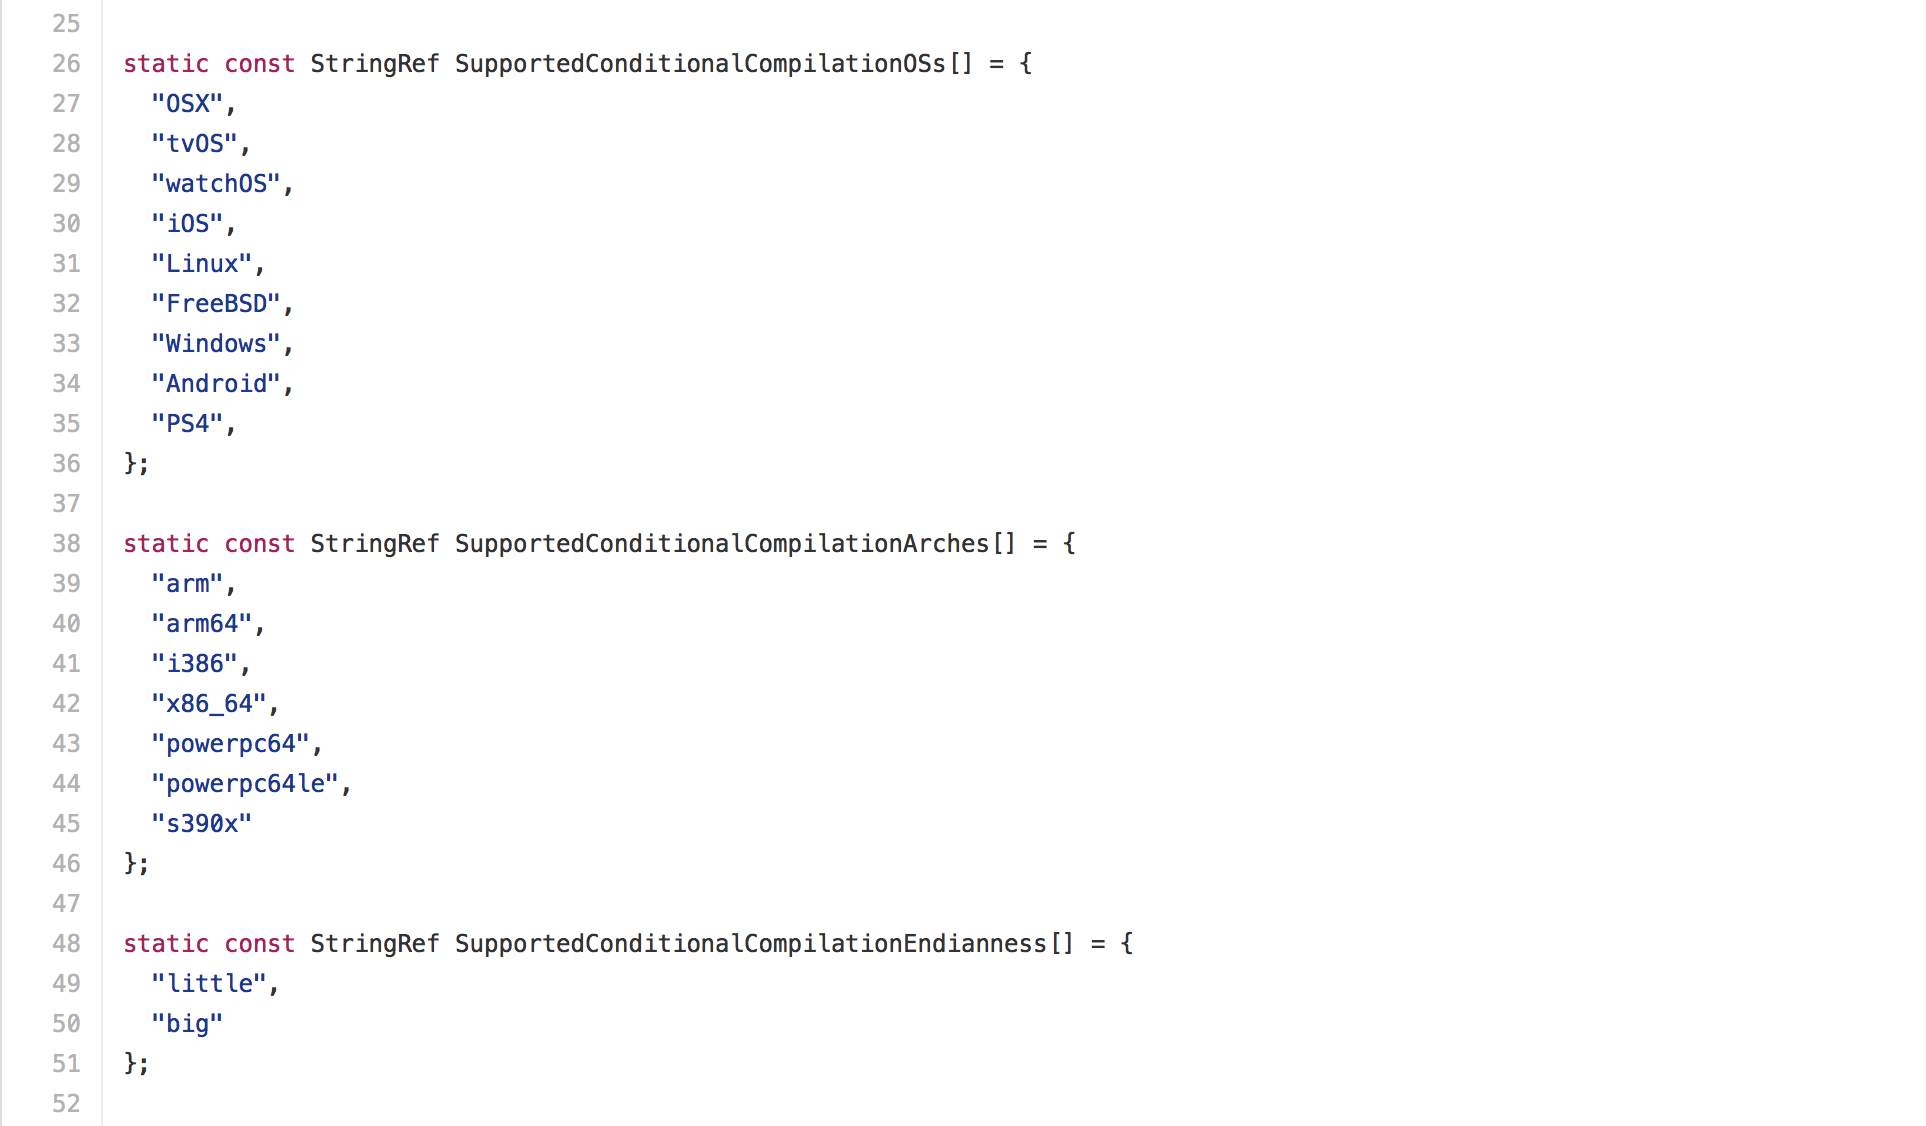 25
26 static const StringRef SupportedConditionalCompilationOSs[] = {
27   "OSX",
28   "tvOS",
29   "watchOS",
30   "iOS",
31   "Linux",
32   "FreeBSD",
33   "Windows",
34   "Android",
35   "PS4",
36 };
37
38 static const StringRef SupportedConditionalCompilationArches[] = {
39   "arm",
40   "arm64",
41   "i386",
42   "x86_64",
43   "powerpc64",
44   "powerpc64le",
45   "s390x"
46 };
47
48 static const StringRef SupportedConditionalCompilationEndianness[] = {
49   "little",
50   "big"
51 };
52